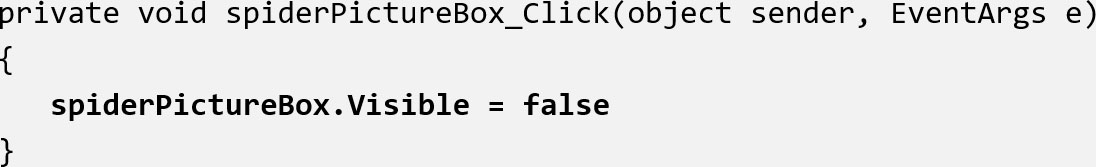 private void spiderPictureBox_Click(object sender, EventArgs e)
{
   spiderPictureBox.Visible = false
}